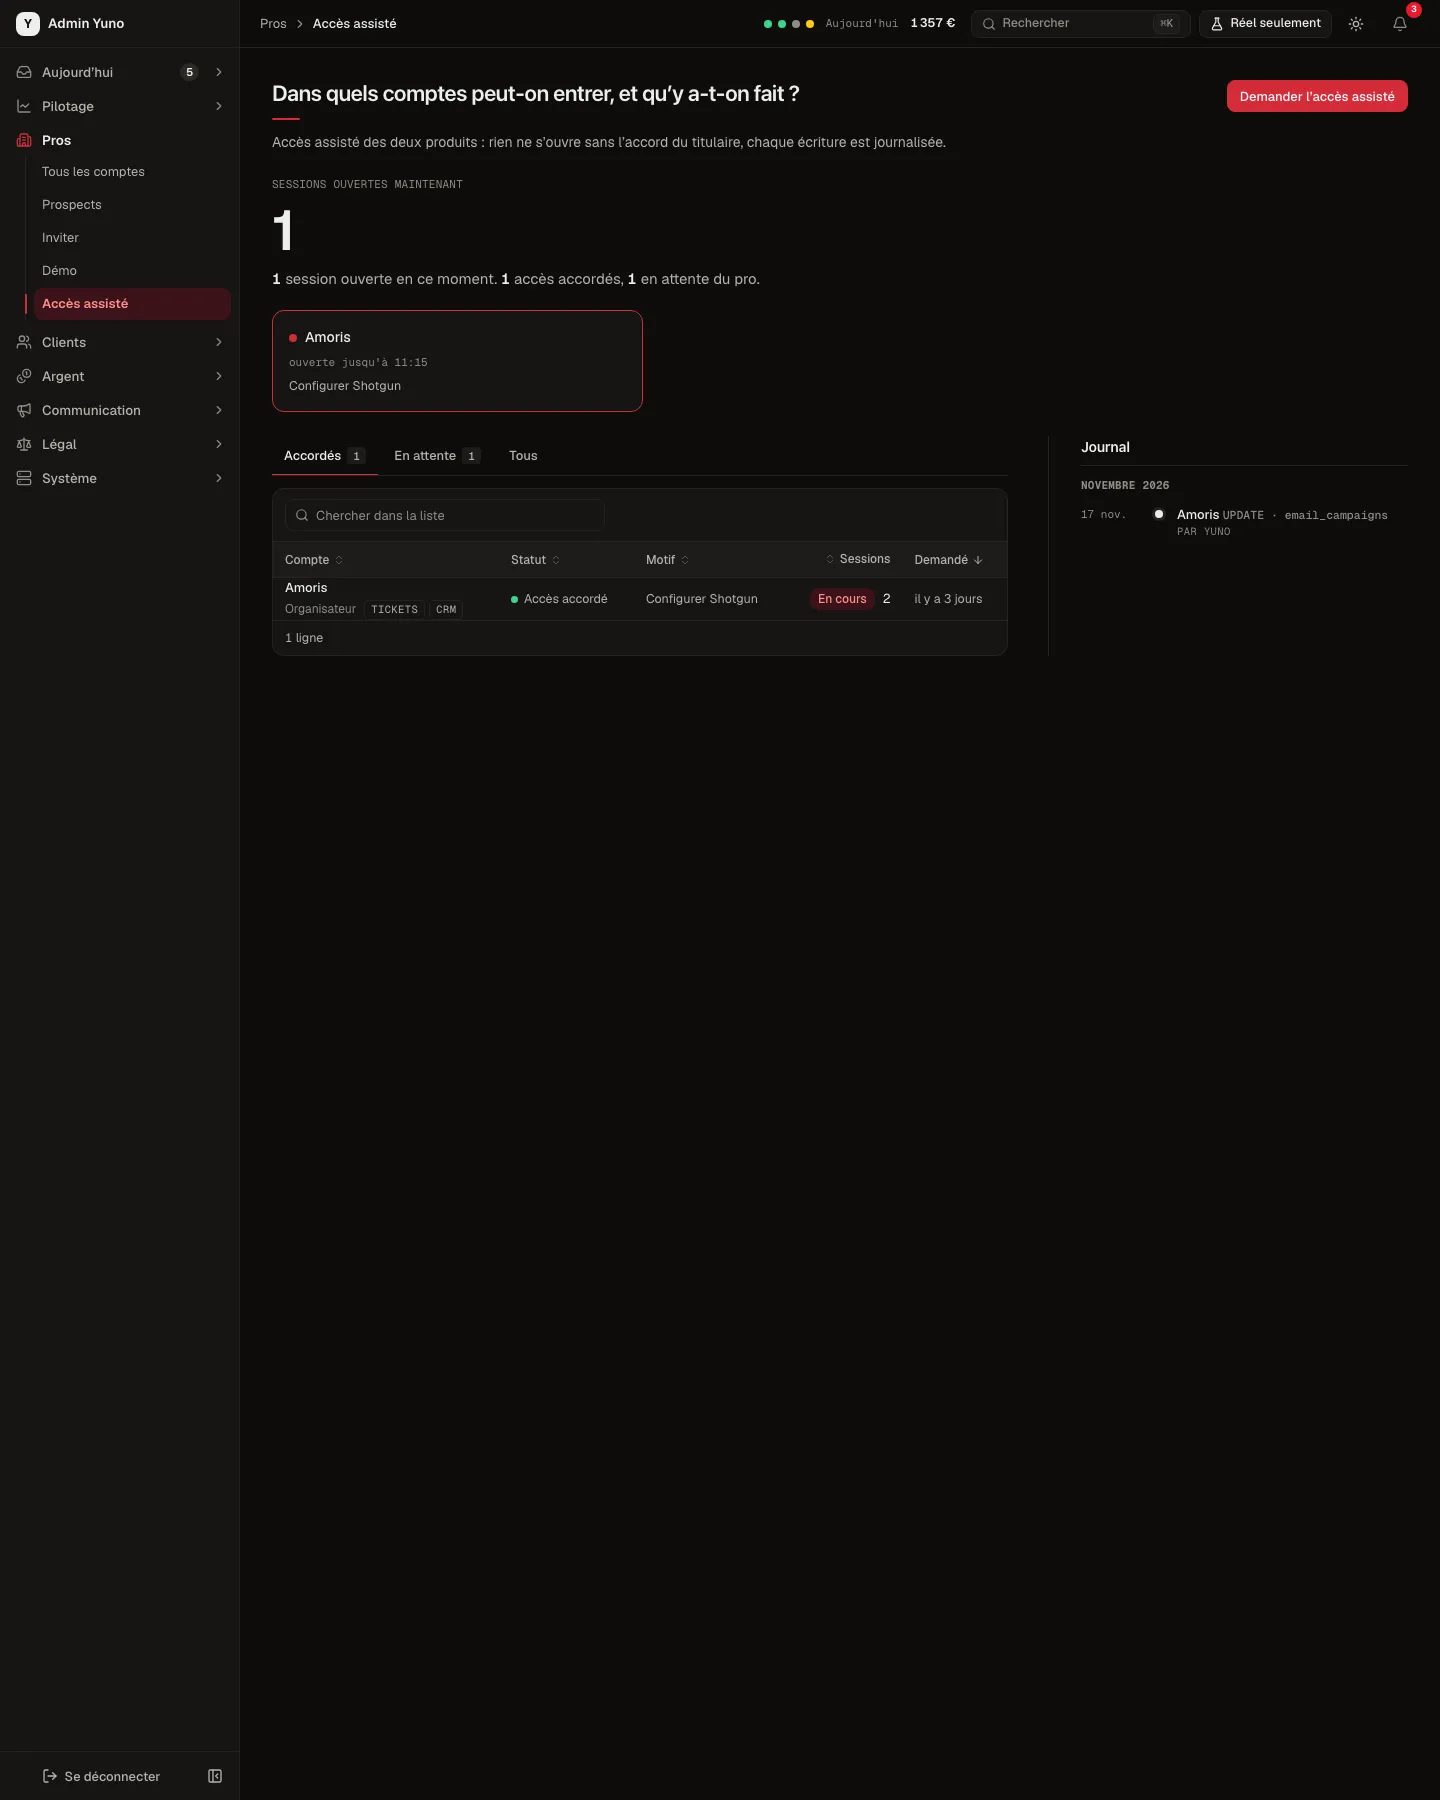 Y Admin Yuno
Pros > Accès assisté
Aujourd'hui 1 357 €
Rechercher ⌘K
Réel seulement
3
Aujourd'hui 5
Pilotage
Pros
Tous les comptes
Prospects
Inviter
Démo
Accès assisté
Clients
Argent
Communication
Légal
Système
Se déconnecter
Dans quels comptes peut-on entrer, et qu'y a-t-on fait ?
Demander l'accès assisté
Accès assisté des deux produits : rien ne s'ouvre sans l'accord du titulaire, chaque écriture est journalisée.
SESSIONS OUVERTES MAINTENANT
1
1 session ouverte en ce moment. 1 accès accordés, 1 en attente du pro.
Amoris
ouverte jusqu'à 11:15
Configurer Shotgun
Accordés 1 En attente 1 Tous
Chercher dans la liste
Compte Statut Motif Sessions Demandé ↓
Amoris
Organisateur TICKETS CRM Accès accordé Configurer Shotgun En cours 2 il y a 3 jours
1 ligne
Journal
NOVEMBRE 2026
17 nov. Amoris UPDATE · email_campaigns
PAR YUNO